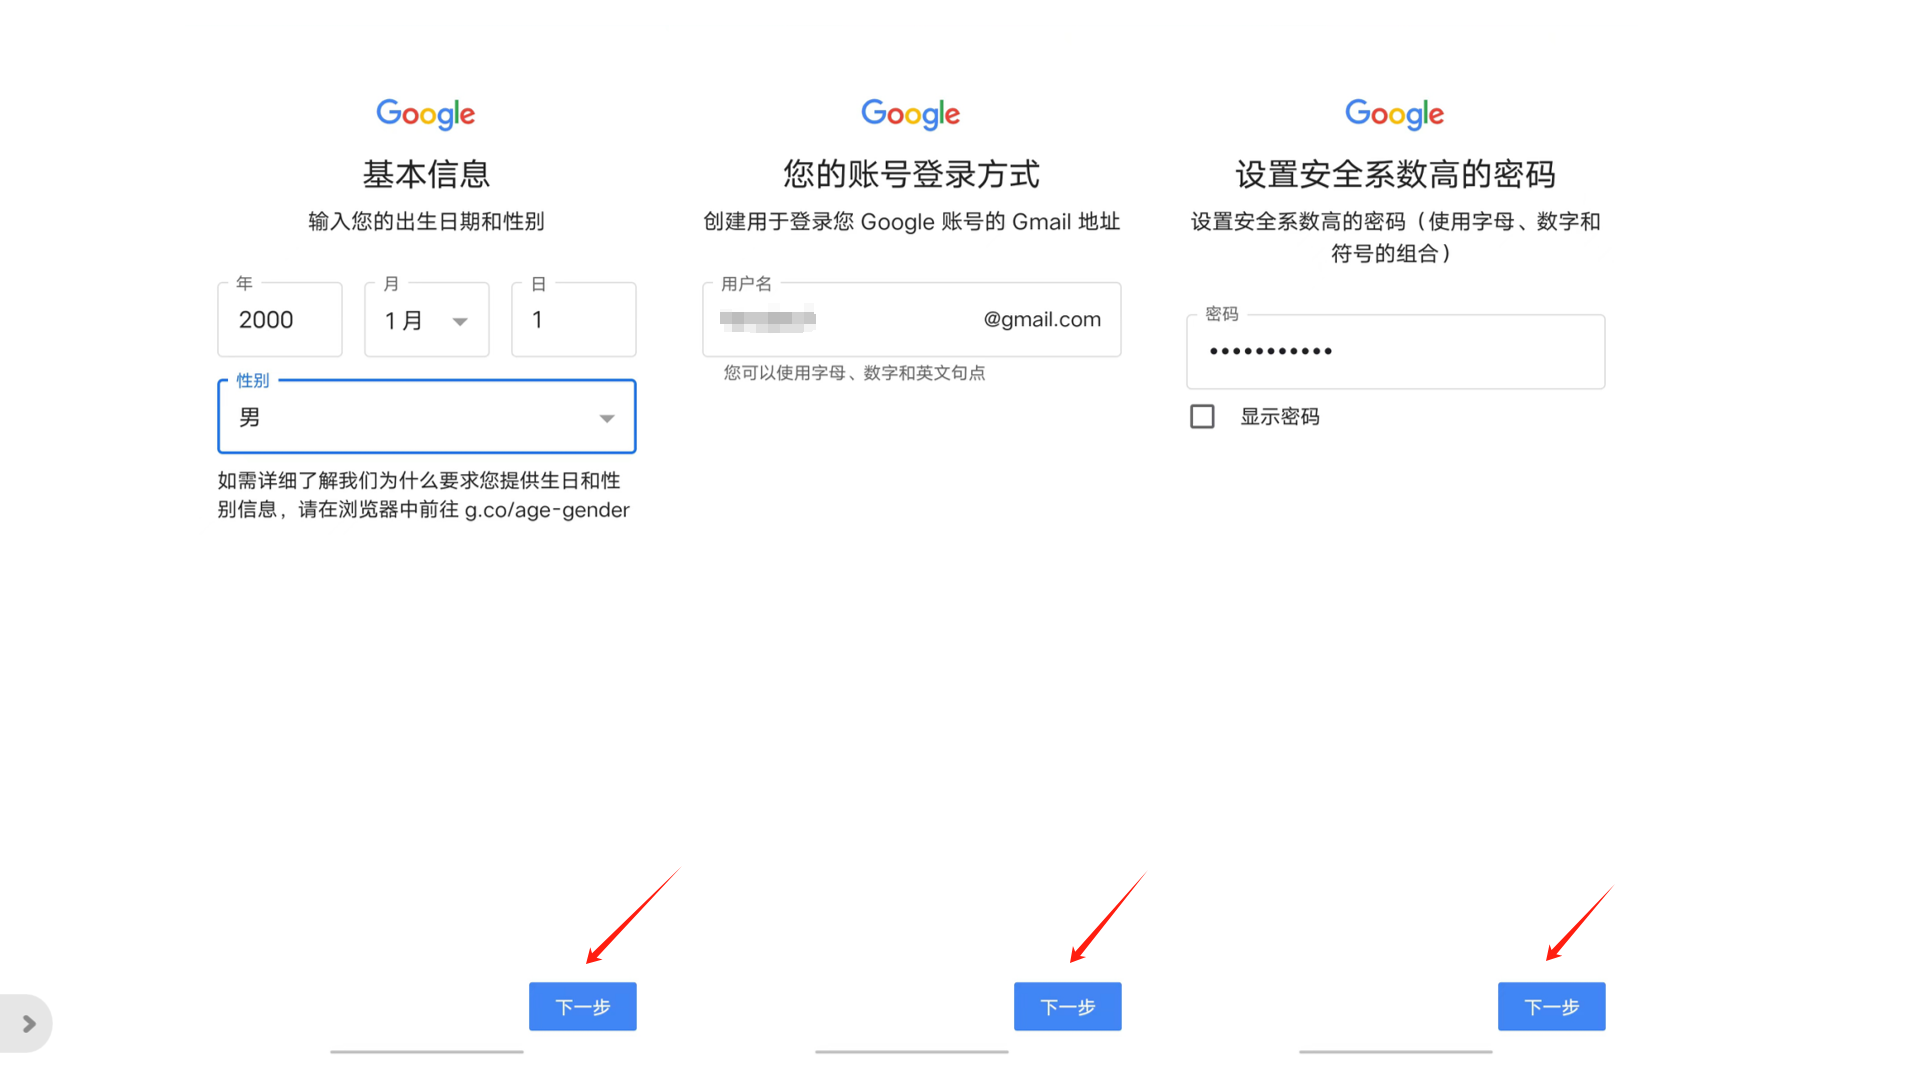 Google
基本信息
输入您的出生日期和性别
年
月
日
2000
1 月
1
性别
男
如需详细了解我们为什么要求您提供生日和性
别信息，请在浏览器中前往 g.co/age-gender
下一步
Google
您的账号登录方式
创建用于登录您 Google 账号的 Gmail 地址
用户名
@gmail.com
您可以使用字母、数字和英文句点
下一步
Google
设置安全系数高的密码
设置安全系数高的密码（使用字母、数字和
符号的组合）
密码
•••••••••••
显示密码
下一步